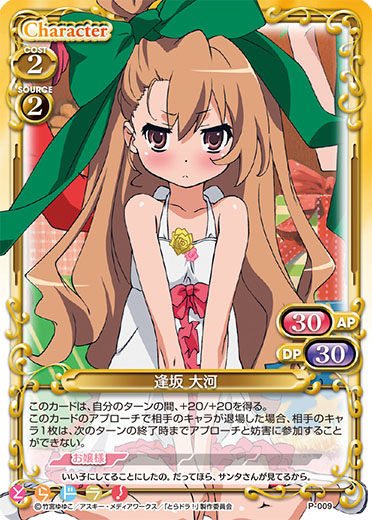 Character
COST
2
SOURCE
2
30 AP
DP 30
逢坂 大河
このカードは、自分のターンの間、+20/+20を得る。
このカードのアプローチで相手のキャラが退場した場合、相手のキャ
ラ1枚は、次のターンの終了時までアプローチと妨害に参加すること
ができない。
お嬢様
いい子にしてることにしたの。だってほら、サンタさんが見てるから。
とらドラ!
©竹宮ゆゆこ/アスキー・メディアワークス/「とらドラ!」製作委員会
P-009